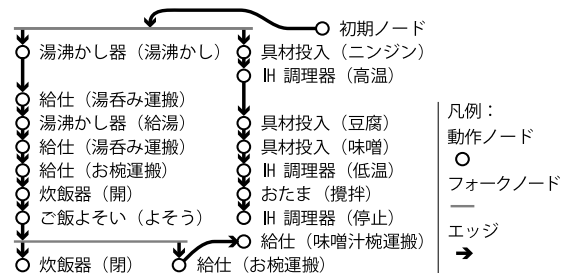 初期ノード
湯沸かし器（湯沸かし）
給仕（湯呑み運搬）
湯沸かし器（給湯）
給仕（湯呑み運搬）
給仕（お椀運搬）
炊飯器（開）
ご飯よそい（よそう）
炊飯器（閉）
給仕（お椀運搬）
具材投入（ニンジン）
IH 調理器（高温）
具材投入（豆腐）
具材投入（味噌）
IH 調理器（低温）
おたま（攪拌）
IH 調理器（停止）
給仕（味噌汁椀運搬）
凡例：
動作ノード
フォークノード
エッジ